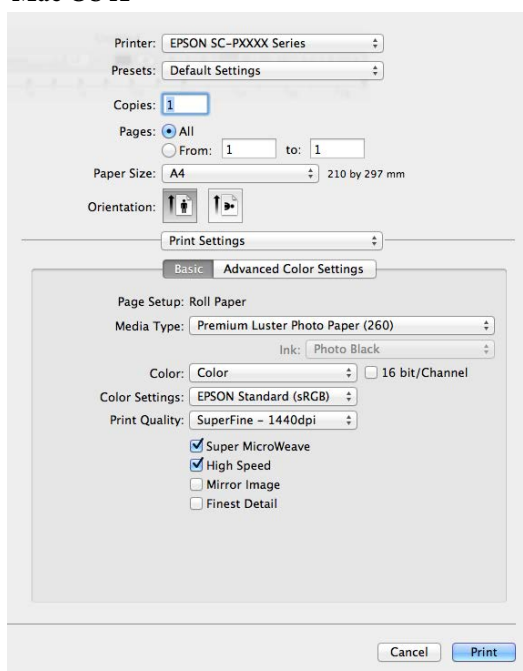 Mac OS X
Printer: EPSON SC-PXXXX Series
Presets: Default Settings
Copies: 1
Pages: All
From: 1 to: 1
Paper Size: A4 210 by 297 mm
Orientation:
Print Settings
Basic Advanced Color Settings
Page Setup: Roll Paper
Media Type: Premium Luster Photo Paper (260)
Ink: Photo Black
Color: Color 16 bit/Channel
Color Settings: EPSON Standard (sRGB)
Print Quality: SuperFine – 1440dpi
Super MicroWeave
High Speed
Mirror Image
Finest Detail
Cancel Print